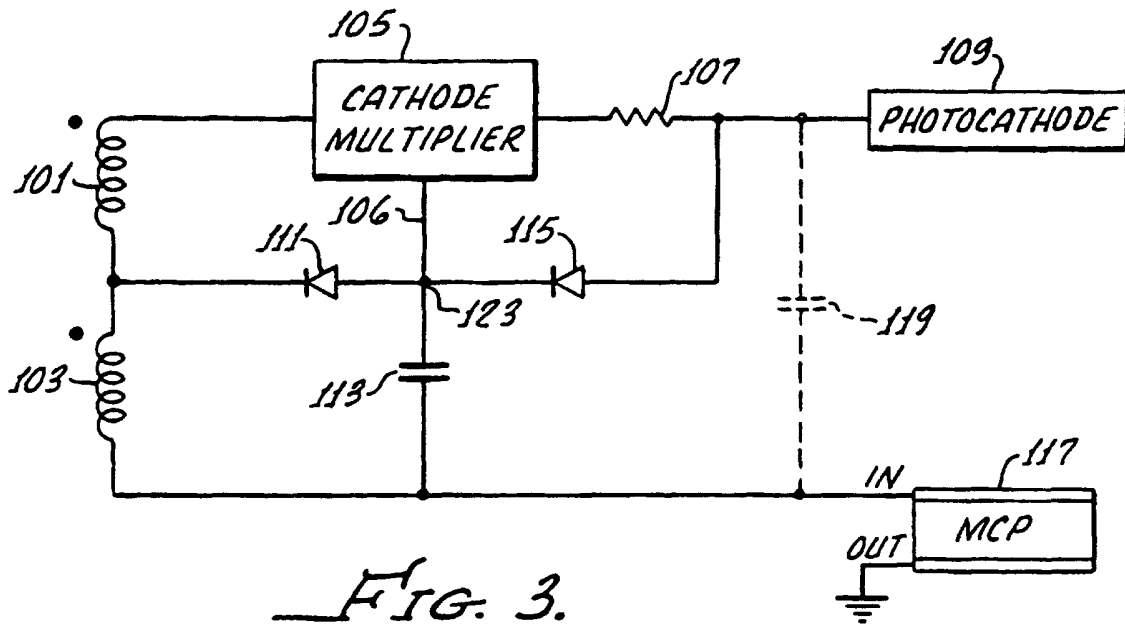 105
CATHODE
MULTIPLIER
107
109
PHOTOCATHODE
101
106
111
115
123
119
103
113
IN
117
MCP
OUT
FIG. 3.